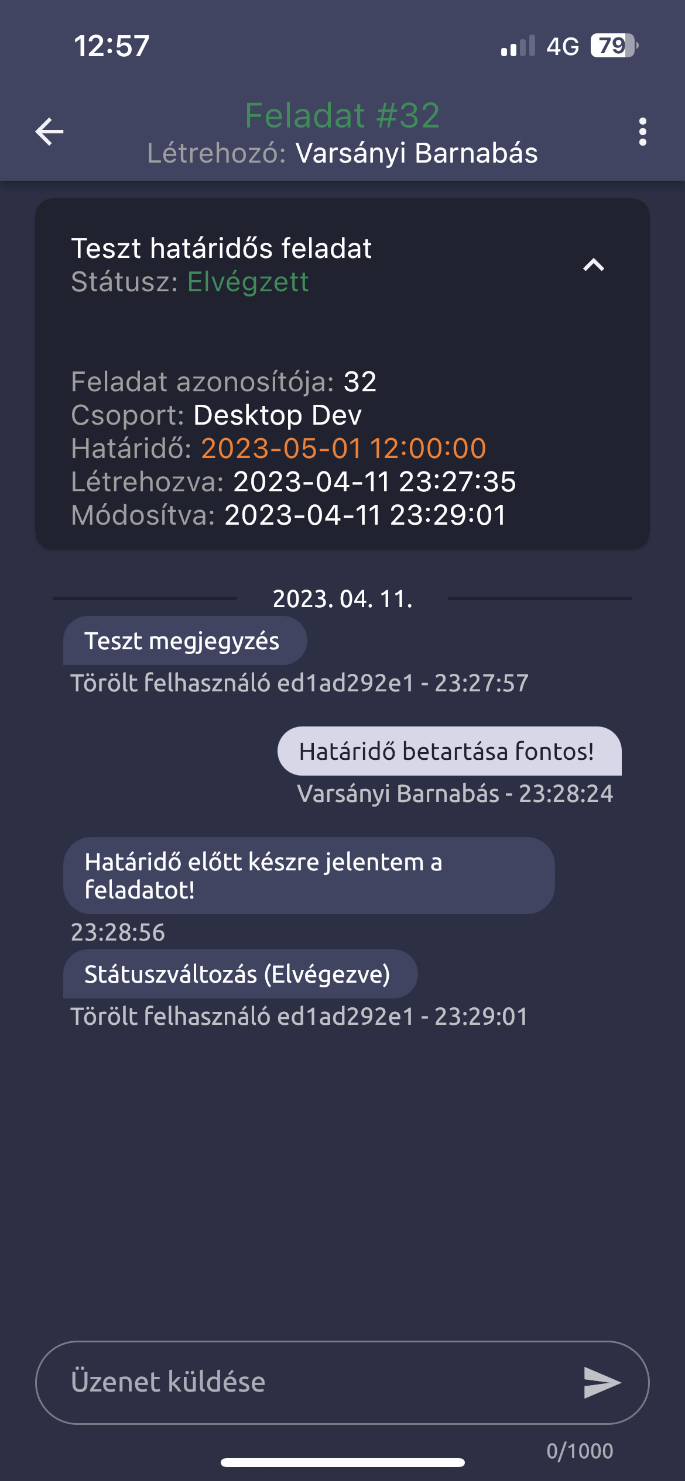 12:57
4G 79
Feladat #32
Létrehozó: Varsányi Barnabás
Teszt határidős feladat
Státusz: Elvégzett
Feladat azonosítója: 32
Csoport: Desktop Dev
Határidő: 2023-05-01 12:00:00
Létrehozva: 2023-04-11 23:27:35
Módosítva: 2023-04-11 23:29:01
2023. 04. 11.
Teszt megjegyzés
Törölt felhasználó ed1ad292e1 - 23:27:57
Határidő betartása fontos!
Varsányi Barnabás - 23:28:24
Határidő előtt készre jelentem a
feladatot!
23:28:56
Státuszváltozás (Elvégezve)
Törölt felhasználó ed1ad292e1 - 23:29:01
Üzenet küldése
0/1000